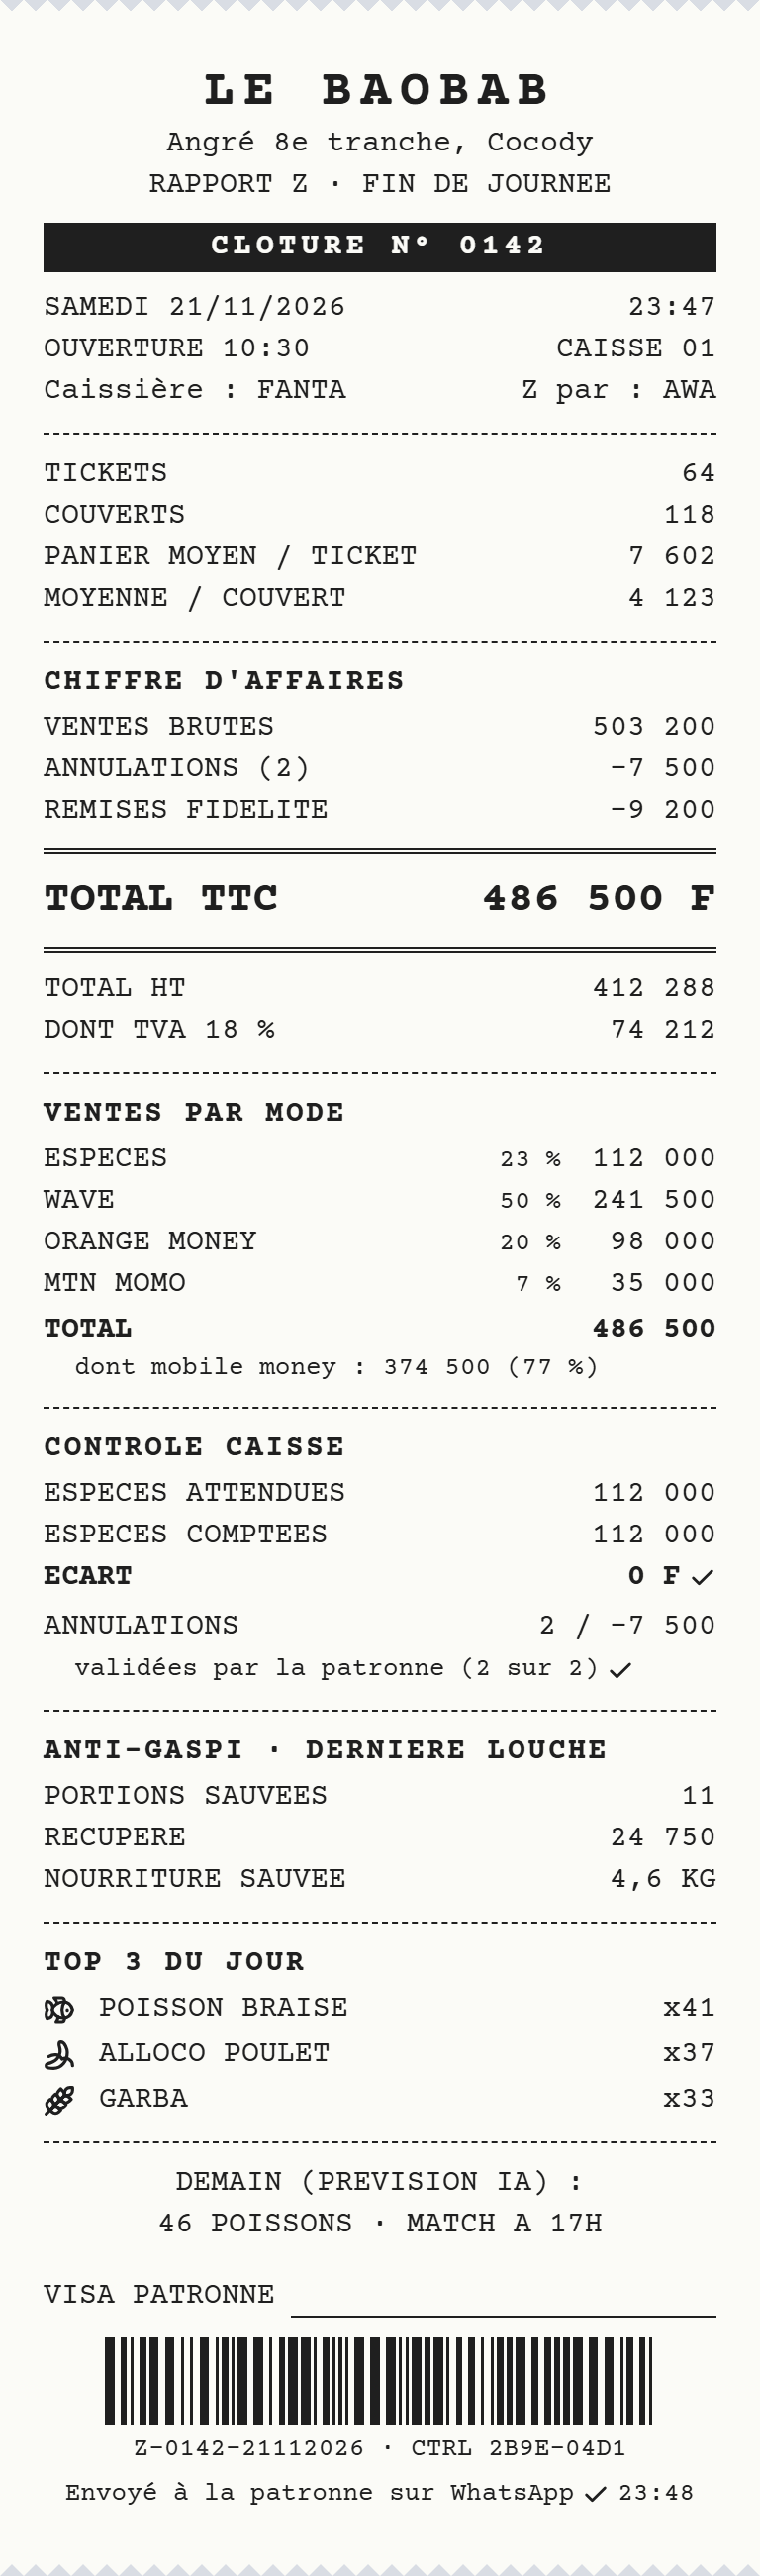 LE BAOBAB
Angré 8e tranche, Cocody
RAPPORT Z · FIN DE JOURNEE
CLOTURE N° 0142
SAMEDI 21/11/2026 23:47
OUVERTURE 10:30 CAISSE 01
Caissière : FANTA Z par : AWA
TICKETS 64
COUVERTS 118
PANIER MOYEN / TICKET 7 602
MOYENNE / COUVERT 4 123
CHIFFRE D'AFFAIRES
VENTES BRUTES 503 200
ANNULATIONS (2) -7 500
REMISES FIDELITE -9 200
TOTAL TTC 486 500 F
TOTAL HT 412 288
DONT TVA 18 % 74 212
VENTES PAR MODE
ESPECES 23 % 112 000
WAVE 50 % 241 500
ORANGE MONEY 20 % 98 000
MTN MOMO 7 % 35 000
TOTAL 486 500
dont mobile money : 374 500 (77 %)
CONTROLE CAISSE
ESPECES ATTENDUES 112 000
ESPECES COMPTEES 112 000
ECART 0 F ✓
ANNULATIONS 2 / -7 500
validées par la patronne (2 sur 2) ✓
ANTI-GASPI · DERNIERE LOUCHE
PORTIONS SAUVEES 11
RECUPERE 24 750
NOURRITURE SAUVEE 4,6 KG
TOP 3 DU JOUR
POISSON BRAISE x41
ALLOCO POULET x37
GARBA x33
DEMAIN (PREVISION IA) :
46 POISSONS · MATCH A 17H
VISA PATRONNE
Z-0142-21112026 · CTRL 2B9E-04D1
Envoyé à la patronne sur WhatsApp ✓ 23:48